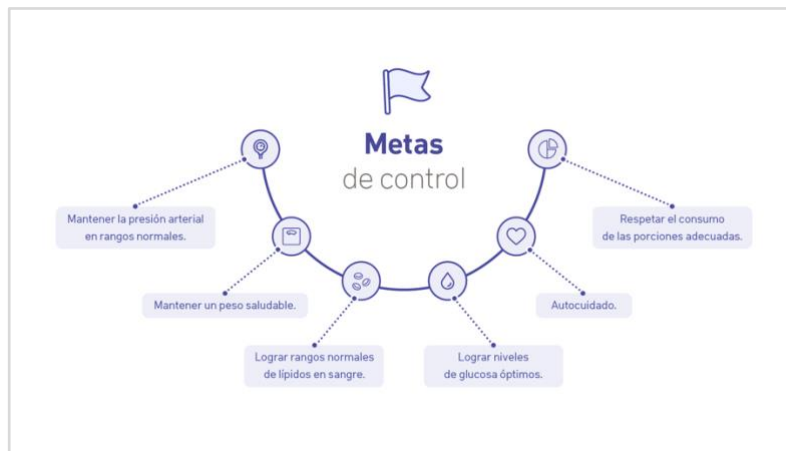 Metas
de control
Mantener la presión arterial
en rangos normales.
Mantener un peso saludable.
Lograr rangos normales
de lípidos en sangre.
Lograr niveles
de glucosa óptimos.
Autocuidado.
Respetar el consumo
de las porciones adecuadas.